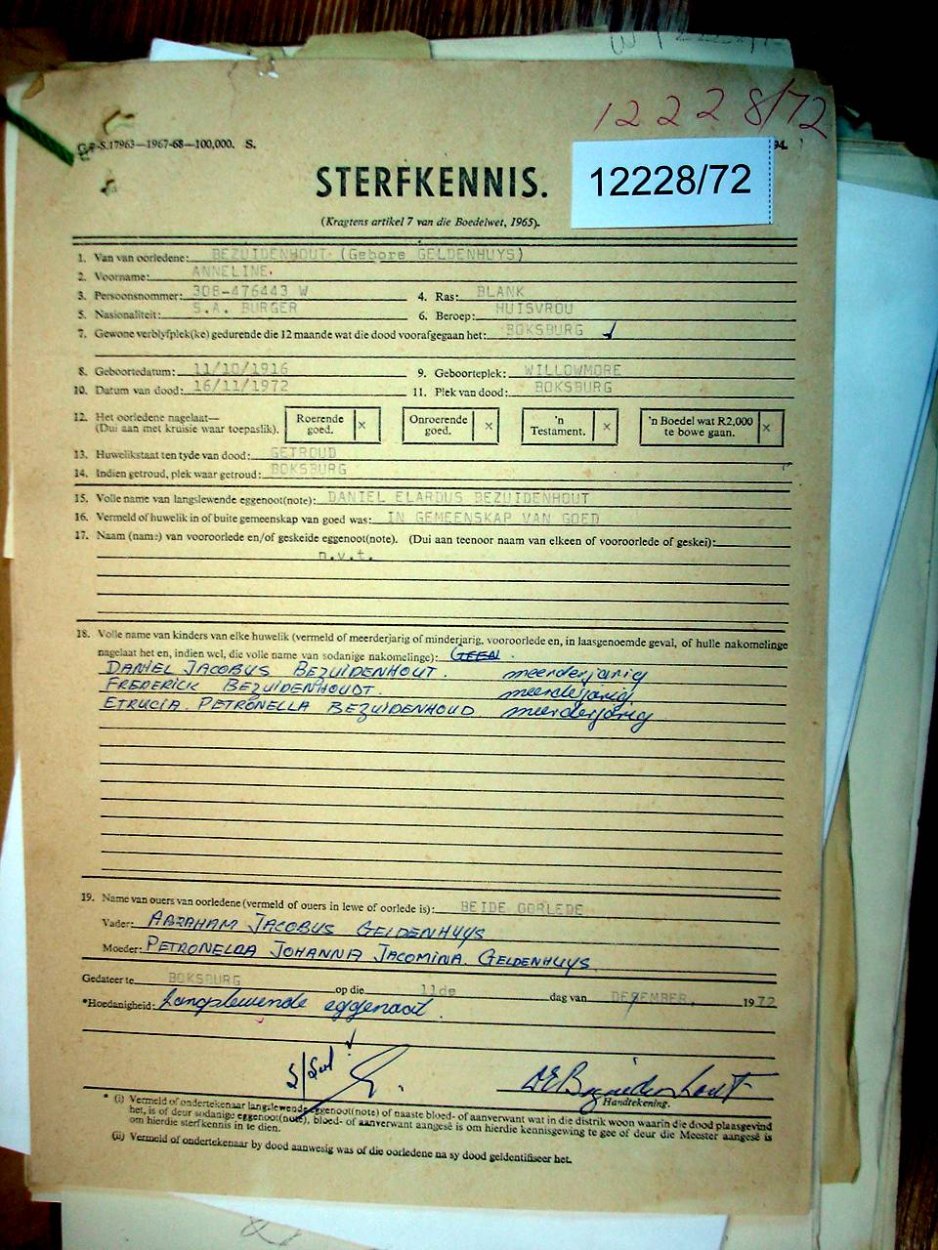 12228/72
G.P.-S.17963—1967-68—100,000. S.
94.
12228/72
STERFKENNIS.
(Kragtens artikel 7 van die Boedelwet, 1965).
1. Van van oorledene: BEZUIDENHOUT (Gebore GELDENHUYS)
2. Voorname: ANNELINE.
3. Persoonsnommer: 308-476443 W 4. Ras: BLANK
5. Nasionaliteit: S.A. BURGER 6. Beroep: HUISVROU
7. Gewone verblyfplek(ke) gedurende die 12 maande wat die dood voorafgegaan het: BOKSBURG
8. Geboortedatum: 11/10/1916 9. Geboorteplek: WILLOWMORE
10. Datum van dood: 16/11/1972 11. Plek van dood: BOKSBURG
12. Het oorledene nagelaat— (Dui aan met kruisie waar toepaslik). Roerende goed. x Onroerende goed. x 'n Testament. x 'n Boedel wat R2,000 te bowe gaan. x
13. Huwelikstaat ten tyde van dood: GETROUD
14. Indien getroud, plek waar getroud: BOKSBURG
15. Volle name van langslewende eggenoot(note): DANIEL ELARDUS BEZUIDENHOUT
16. Vermeld of huwelik in of buite gemeenskap van goed was: IN GEMEENSKAP VAN GOED
17. Naam (name) van vooroorlede en/of geskeide eggenoot(note). (Dui aan teenoor naam van elkeen of vooroorlede of geskei):
n.v.t.
18. Volle name van kinders van elke huwelik (vermeld of meerderjarig of minderjarig, vooroorlede en, in laasgenoemde geval, of hulle nakomelinge
nagelaat het en, indien wel, die volle name van sodanige nakomelinge): GEEN.
DANIEL JACOBUS BEZUIDENHOUT. meerderjarig
FREDERICK BEZUIDENHOUDT. meerderjarig
ETRUCIA PETRONELLA BEZUIDENHOUD meerderjarig
19. Name van ouers van oorledene (vermeld of ouers in lewe of oorlede is): BEIDE OORLEDE
Vader: ABRAHAM JACOBUS GELDENHUYS
Moeder: PETRONELLA JOHANNA JACOMINA GELDENHUYS
Gedateer te BOKSBURG op die 11de dag van DESEMBER. 1972
*Hoedanigheid: Langslewende eggenoot.
DE Bezuidenhout
Handtekening.
* (i) Vermeld of ondertekenaar langslewende eggenoot(note) of naaste bloed- of aanverwant wat in die distrik woon waarin die dood plaasgevind
het, is of deur sodanige eggenoot(note), bloed- of aanverwant aangesê is om hierdie kennisgewing te gee of deur die Meester aangesê is
om hierdie sterfkennis in te dien.
(ii) Vermeld of ondertekenaar by dood aanwesig was of die oorledene na sy dood geïdentifiseer het.